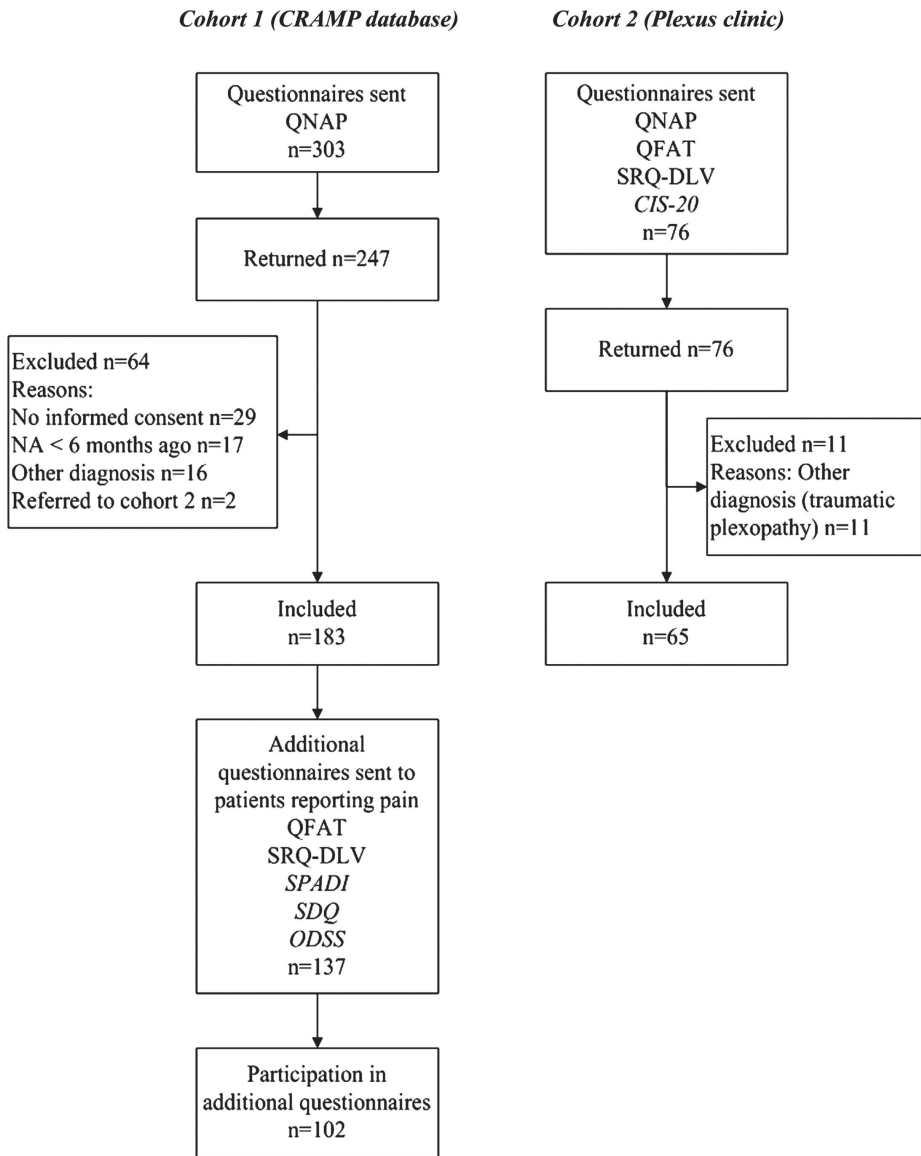 Cohort 1 (CRAMP database)
Questionnaires sent
QNAP
n=303
Returned n=247
Excluded n=64
Reasons:
No informed consent n=29
NA < 6 months ago n=17
Other diagnosis n=16
Referred to cohort 2 n=2
Included
n=183
Additional
questionnaires sent to
patients reporting pain
QFAT
SRQ-DLV
SPADI
SDQ
ODSS
n=137
Participation in
additional questionnaires
n=102
Cohort 2 (Plexus clinic)
Questionnaires sent
QNAP
QFAT
SRQ-DLV
CIS-20
n=76
Returned n=76
Excluded n=11
Reasons: Other
diagnosis (traumatic
plexopathy) n=11
Included
n=65